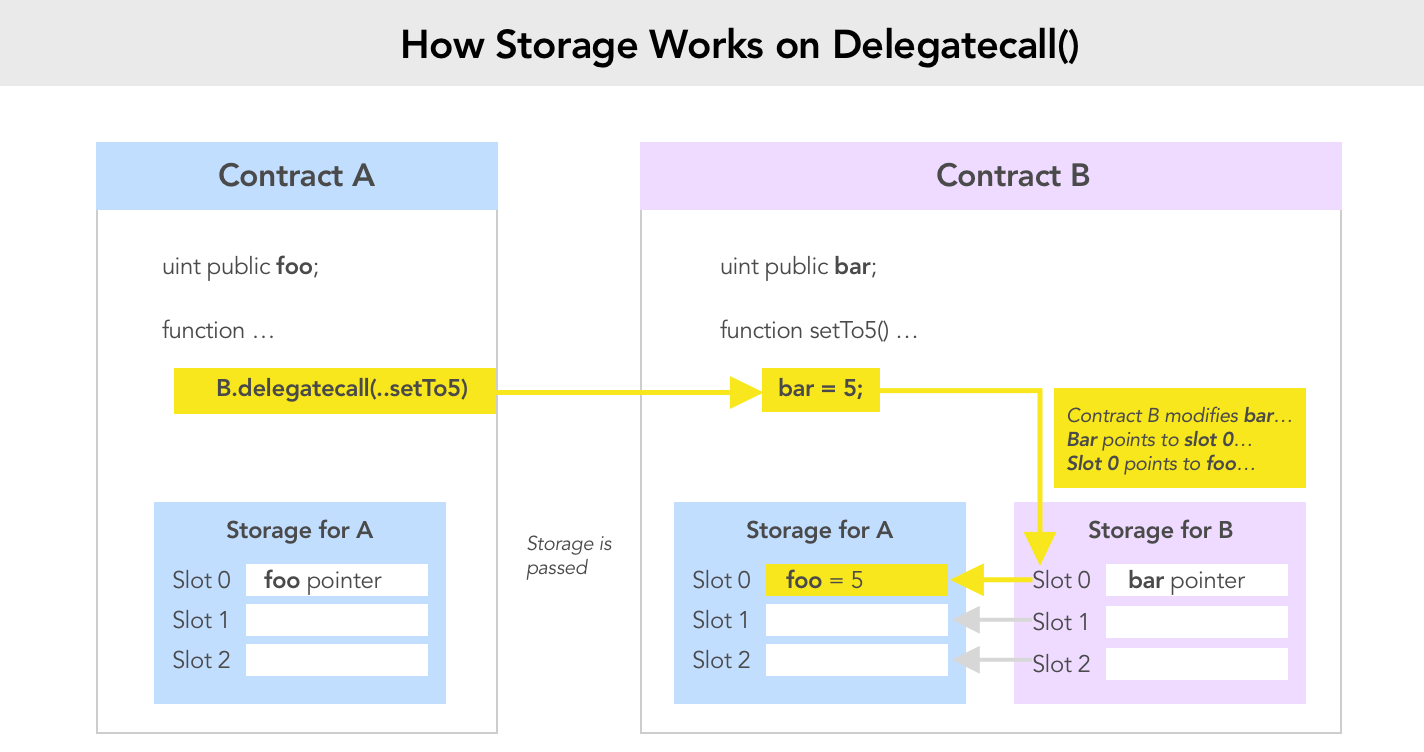 How Storage Works on Delegatecall()
Contract A
uint public foo;
function …
B.delegatecall(..setTo5)
Storage for A
Slot 0 foo pointer
Slot 1
Slot 2
Storage is
passed
Contract B
uint public bar;
function setTo5() …
bar = 5;
Contract B modifies bar…
Bar points to slot 0…
Slot 0 points to foo…
Storage for A
Slot 0 foo = 5
Slot 1
Slot 2
Storage for B
Slot 0 bar pointer
Slot 1
Slot 2